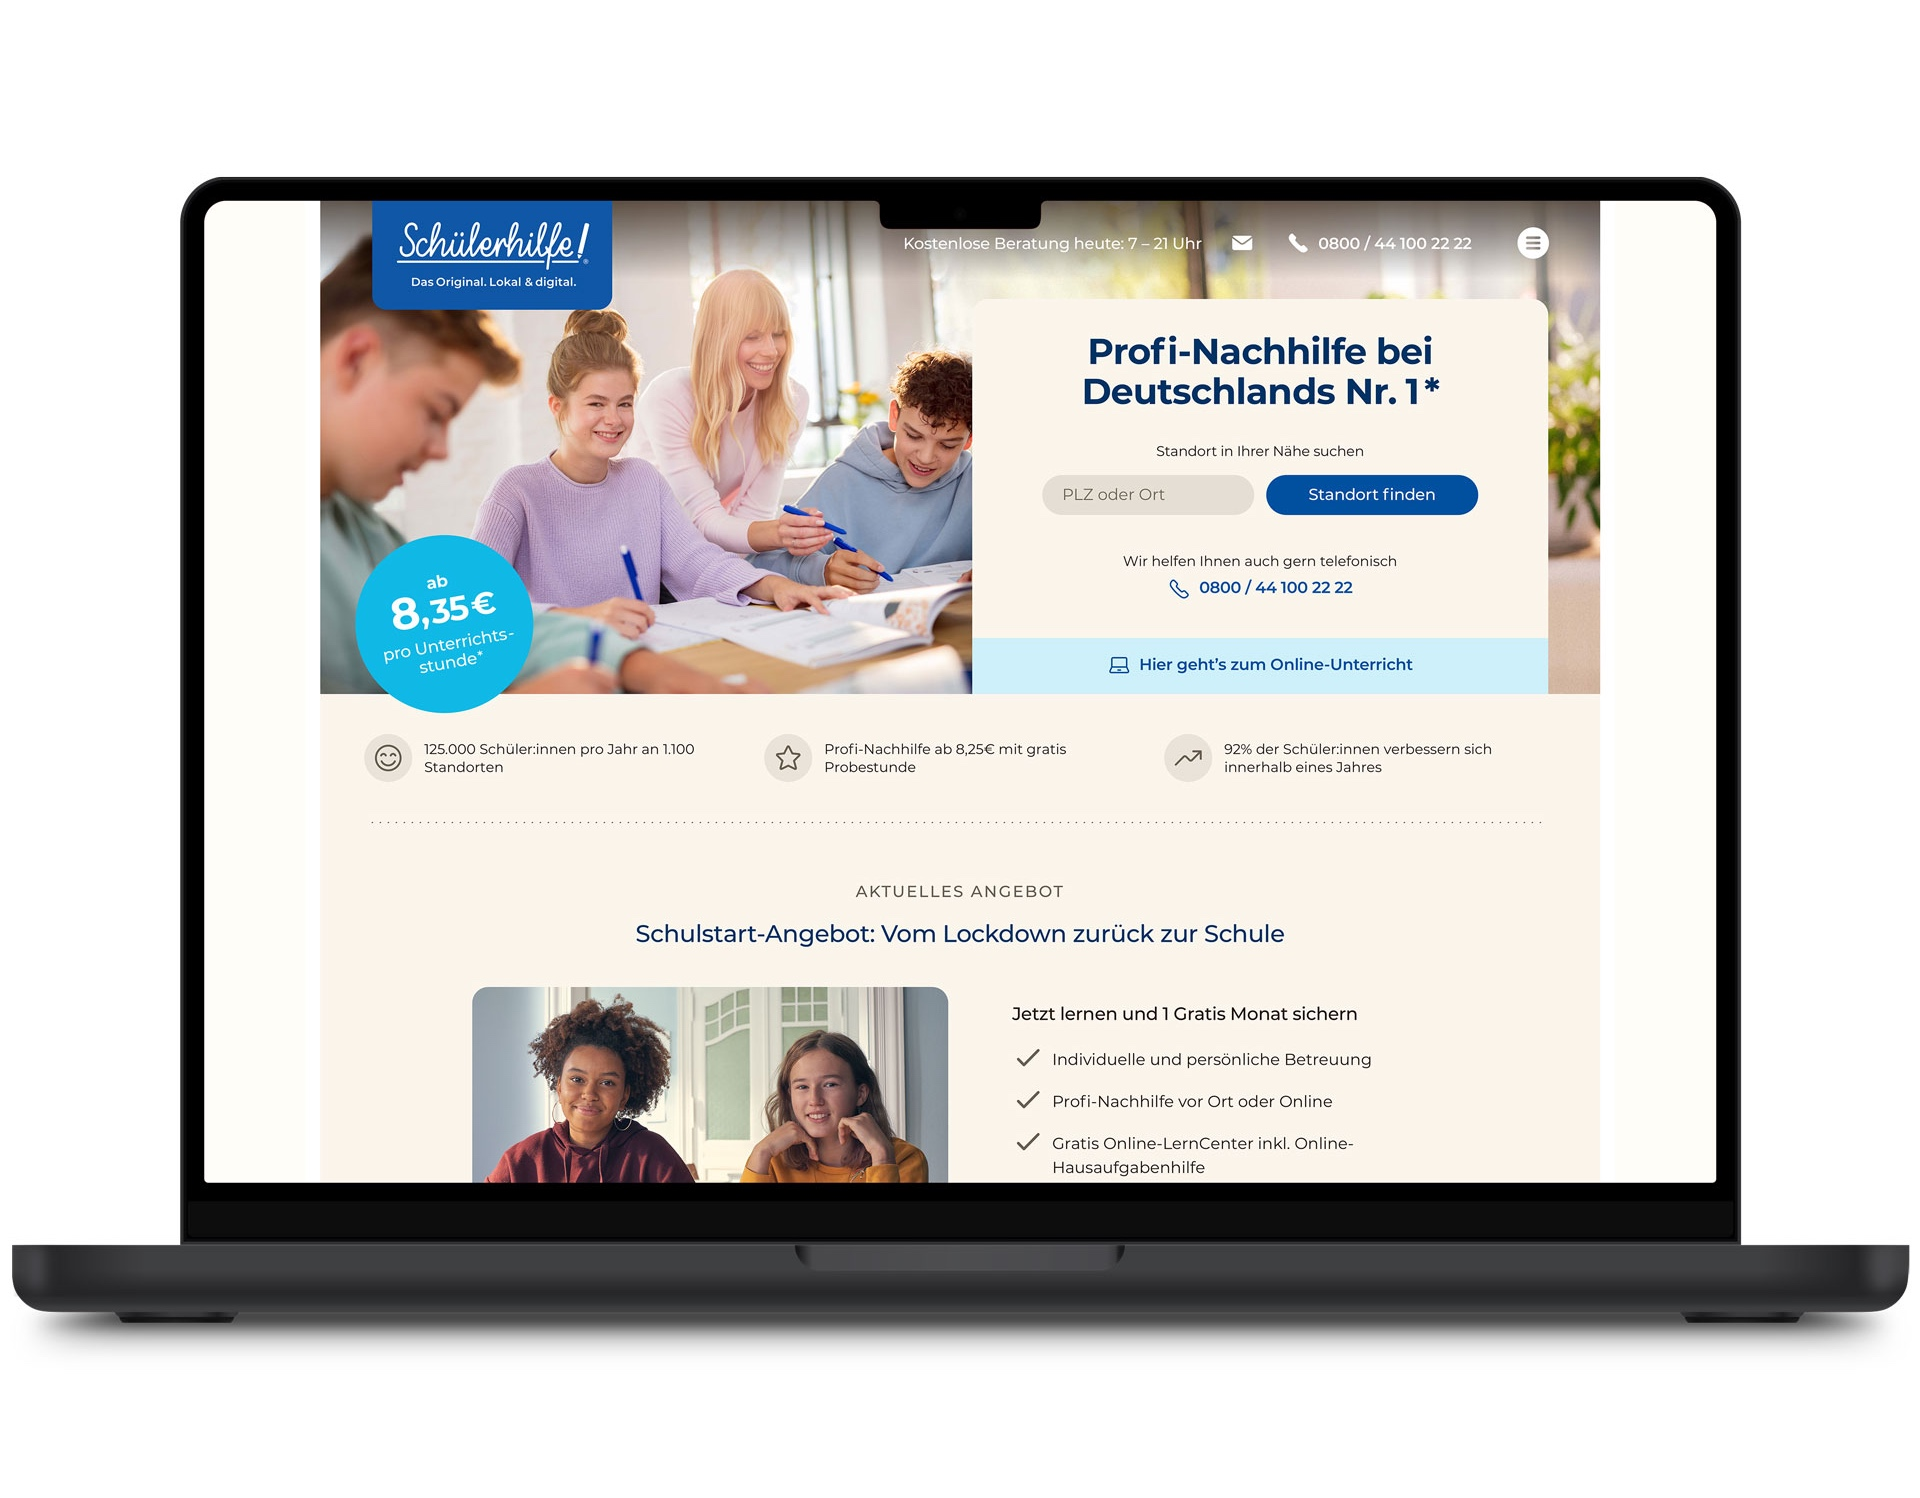 Schülerhilfe!
Das Original. Lokal & digital.
Kostenlose Beratung heute: 7 – 21 Uhr
0800 / 44 100 22 22
Profi-Nachhilfe bei
Deutschlands Nr. 1*
Standort in Ihrer Nähe suchen
PLZ oder Ort
Standort finden
Wir helfen Ihnen auch gern telefonisch
0800 / 44 100 22 22
Hier geht's zum Online-Unterricht
ab
8,35€
pro Unterrichts-
stunde*
125.000 Schüler:innen pro Jahr an 1.100
Standorten
Profi-Nachhilfe ab 8,25€ mit gratis
Probestunde
92% der Schüler:innen verbessern sich
innerhalb eines Jahres
AKTUELLES ANGEBOT
Schulstart-Angebot: Vom Lockdown zurück zur Schule
Jetzt lernen und 1 Gratis Monat sichern
Individuelle und persönliche Betreuung
Profi-Nachhilfe vor Ort oder Online
Gratis Online-LernCenter inkl. Online-
Hausaufgabenhilfe